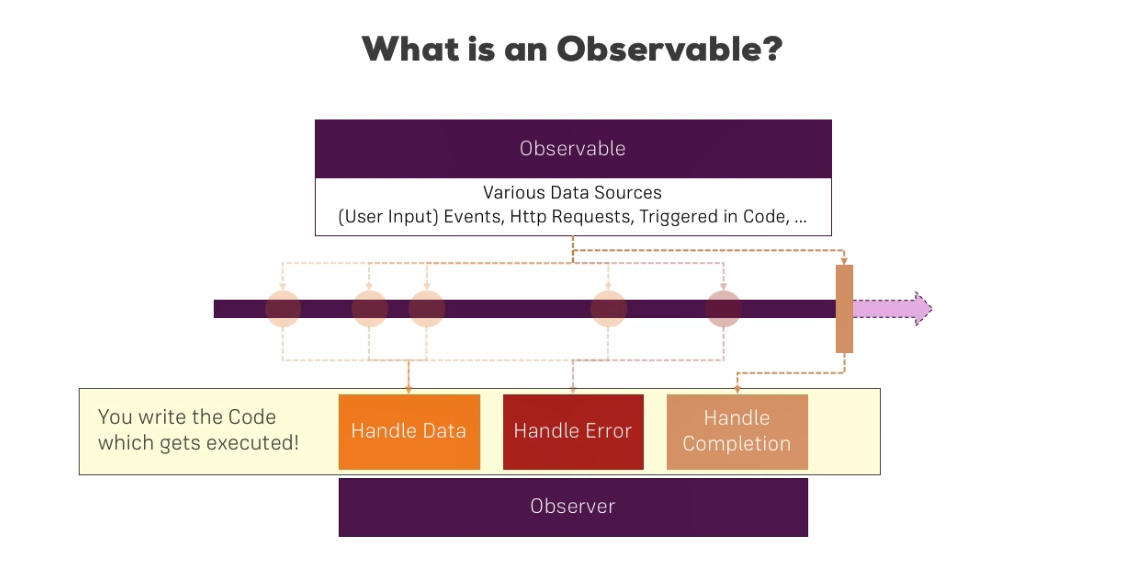 What is an Observable?
Observable
Various Data Sources
(User Input) Events, Http Requests, Triggered in Code, ...
You write the Code
which gets executed!
Handle Data
Handle Error
Handle
Completion
Observer